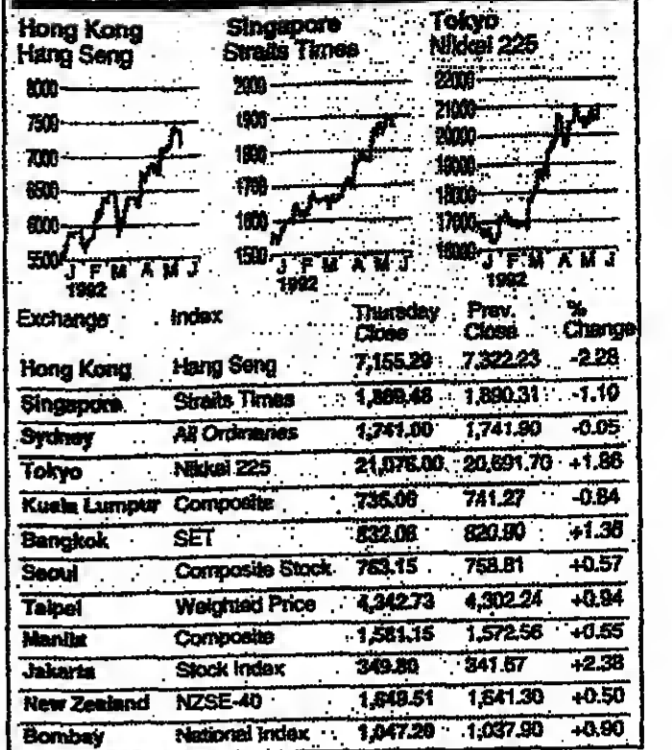 Hong Kong Singapore Tokyo
Hang Seng Straits Times Nikkei 225
8000 2000 22000
7500 1900 21000
7000 1800 20000
6500 1700 19000
6000 1600 18000
5500 1500 17000
16000
J F M A M J J F M A M J J F M A M J
1992 1992 1992
Exchange Index Thursday Close Prev. Close % Change
Hong Kong Hang Seng 7,155.29 7,322.23 -2.28
Singapore Straits Times 1,869.46 1,890.31 -1.10
Sydney All Ordinaries 1,741.00 1,741.90 -0.05
Tokyo Nikkei 225 21,076.00 20,691.70 +1.86
Kuala Lumpur Composite 735.06 741.27 -0.84
Bangkok SET 832.06 820.90 +1.36
Seoul Composite Stock 763.15 758.81 +0.57
Taipei Weighted Price 4,342.73 4,302.24 +0.94
Manila Composite 1,581.15 1,572.56 +0.55
Jakarta Stock Index 349.80 341.67 +2.38
New Zealand NZSE-40 1,649.51 1,641.30 +0.50
Bombay National Index 1,047.20 1,037.90 +0.90